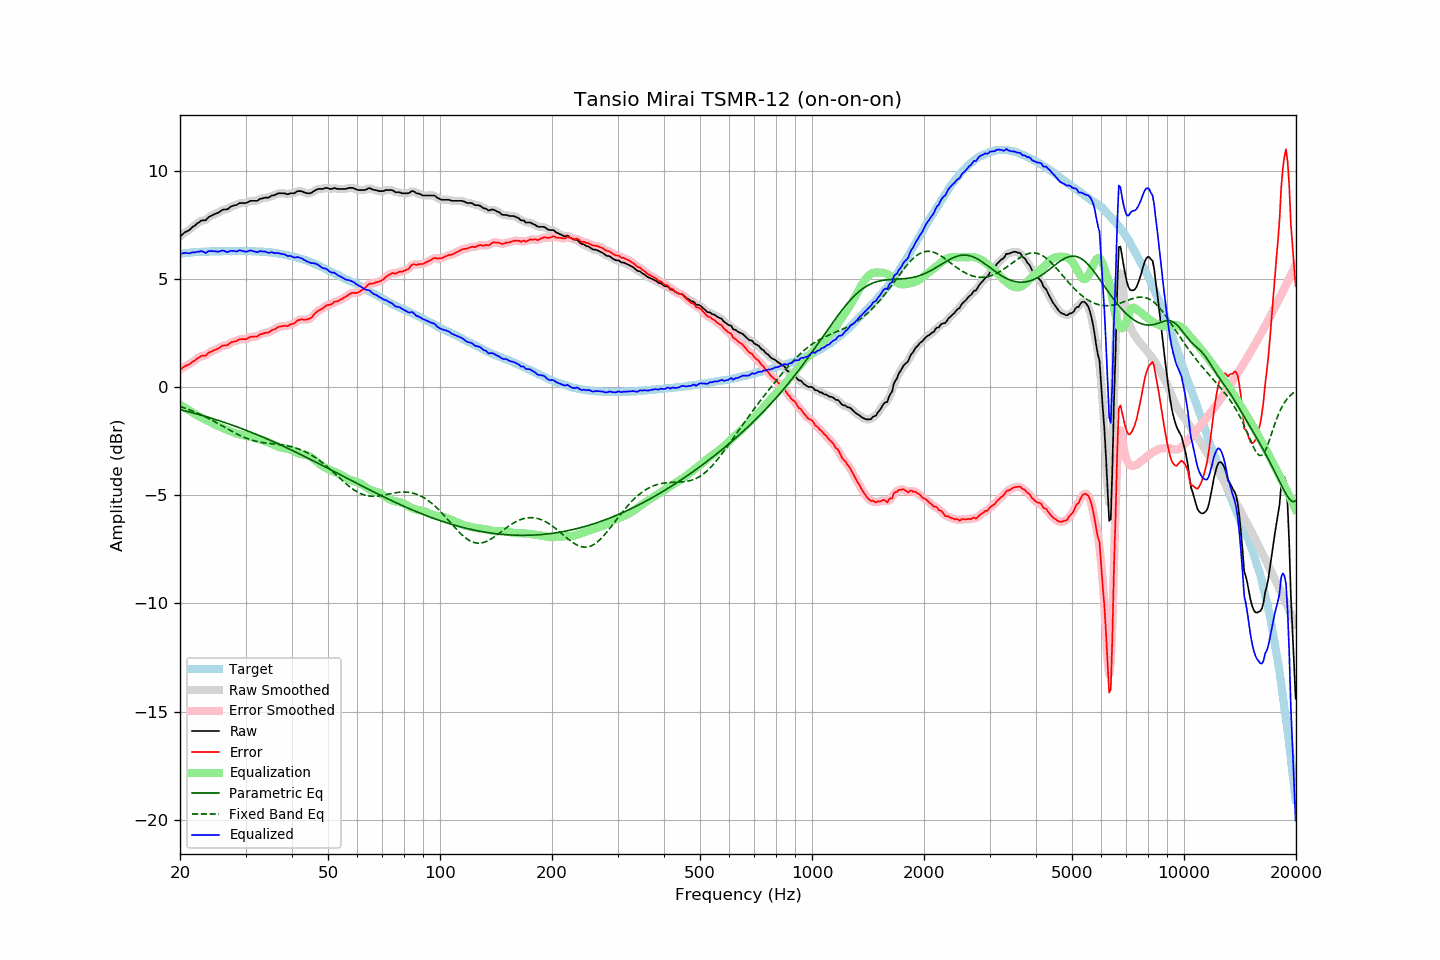 Tansio Mirai TSMR-12 (on-on-on)
10
5
0
−5
−10
−15
−20
Amplitude (dBr)
Target
Raw Smoothed
Error Smoothed
Raw
Error
Equalization
Parametric Eq
Fixed Band Eq
Equalized
20 50 100 200 500 1000 2000 5000 10000 20000
Frequency (Hz)